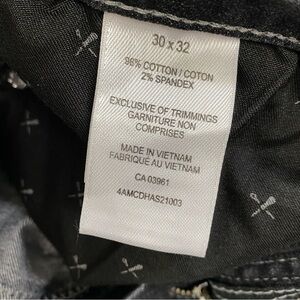 30 x 32
98% COTTON / COTON
2% SPANDEX
EXCLUSIVE OF TRIMMINGS
GARNITURE NON
COMPRISES
MADE IN VIETNAM
FABRIQUÉ AU VIETNAM
CA 03961
4AMCDHAS21003